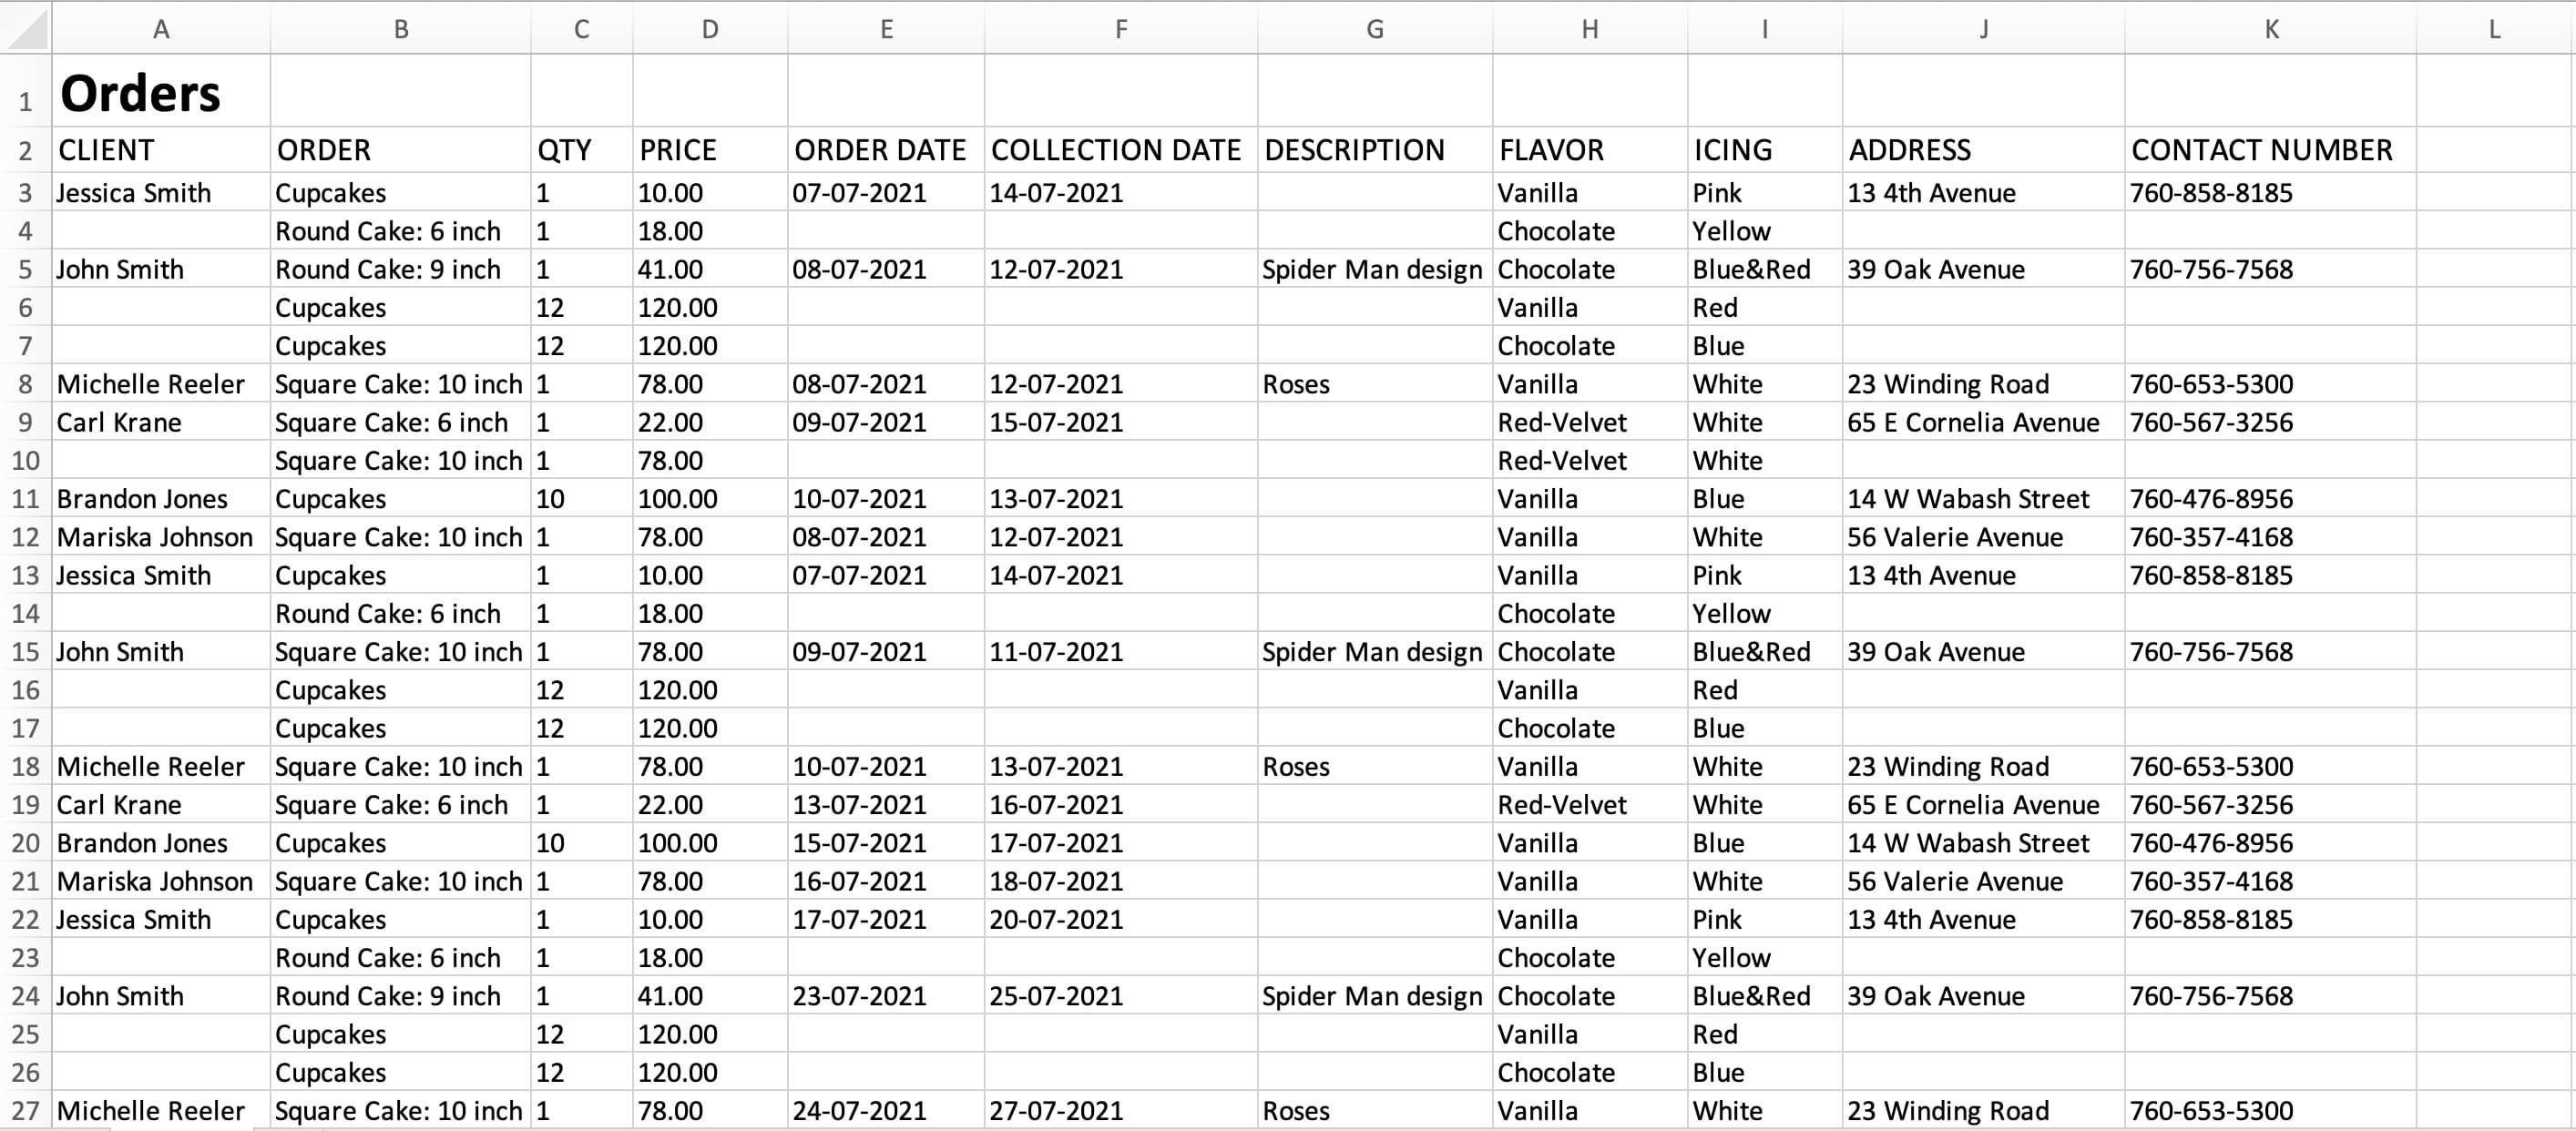 A B C D E F G H I J K L
1 Orders
2 CLIENT ORDER QTY PRICE ORDER DATE COLLECTION DATE DESCRIPTION FLAVOR ICING ADDRESS CONTACT NUMBER
3 Jessica Smith Cupcakes 1 10.00 07-07-2021 14-07-2021 Vanilla Pink 13 4th Avenue 760-858-8185
4 Round Cake: 6 inch 1 18.00 Chocolate Yellow
5 John Smith Round Cake: 9 inch 1 41.00 08-07-2021 12-07-2021 Spider Man design Chocolate Blue&Red 39 Oak Avenue 760-756-7568
6 Cupcakes 12 120.00 Vanilla Red
7 Cupcakes 12 120.00 Chocolate Blue
8 Michelle Reeler Square Cake: 10 inch 1 78.00 08-07-2021 12-07-2021 Roses Vanilla White 23 Winding Road 760-653-5300
9 Carl Krane Square Cake: 6 inch 1 22.00 09-07-2021 15-07-2021 Red-Velvet White 65 E Cornelia Avenue 760-567-3256
10 Square Cake: 10 inch 1 78.00 Red-Velvet White
11 Brandon Jones Cupcakes 10 100.00 10-07-2021 13-07-2021 Vanilla Blue 14 W Wabash Street 760-476-8956
12 Mariska Johnson Square Cake: 10 inch 1 78.00 08-07-2021 12-07-2021 Vanilla White 56 Valerie Avenue 760-357-4168
13 Jessica Smith Cupcakes 1 10.00 07-07-2021 14-07-2021 Vanilla Pink 13 4th Avenue 760-858-8185
14 Round Cake: 6 inch 1 18.00 Chocolate Yellow
15 John Smith Square Cake: 10 inch 1 78.00 09-07-2021 11-07-2021 Spider Man design Chocolate Blue&Red 39 Oak Avenue 760-756-7568
16 Cupcakes 12 120.00 Vanilla Red
17 Cupcakes 12 120.00 Chocolate Blue
18 Michelle Reeler Square Cake: 10 inch 1 78.00 10-07-2021 13-07-2021 Roses Vanilla White 23 Winding Road 760-653-5300
19 Carl Krane Square Cake: 6 inch 1 22.00 13-07-2021 16-07-2021 Red-Velvet White 65 E Cornelia Avenue 760-567-3256
20 Brandon Jones Cupcakes 10 100.00 15-07-2021 17-07-2021 Vanilla Blue 14 W Wabash Street 760-476-8956
21 Mariska Johnson Square Cake: 10 inch 1 78.00 16-07-2021 18-07-2021 Vanilla White 56 Valerie Avenue 760-357-4168
22 Jessica Smith Cupcakes 1 10.00 17-07-2021 20-07-2021 Vanilla Pink 13 4th Avenue 760-858-8185
23 Round Cake: 6 inch 1 18.00 Chocolate Yellow
24 John Smith Round Cake: 9 inch 1 41.00 23-07-2021 25-07-2021 Spider Man design Chocolate Blue&Red 39 Oak Avenue 760-756-7568
25 Cupcakes 12 120.00 Vanilla Red
26 Cupcakes 12 120.00 Chocolate Blue
27 Michelle Reeler Square Cake: 10 inch 1 78.00 24-07-2021 27-07-2021 Roses Vanilla White 23 Winding Road 760-653-5300